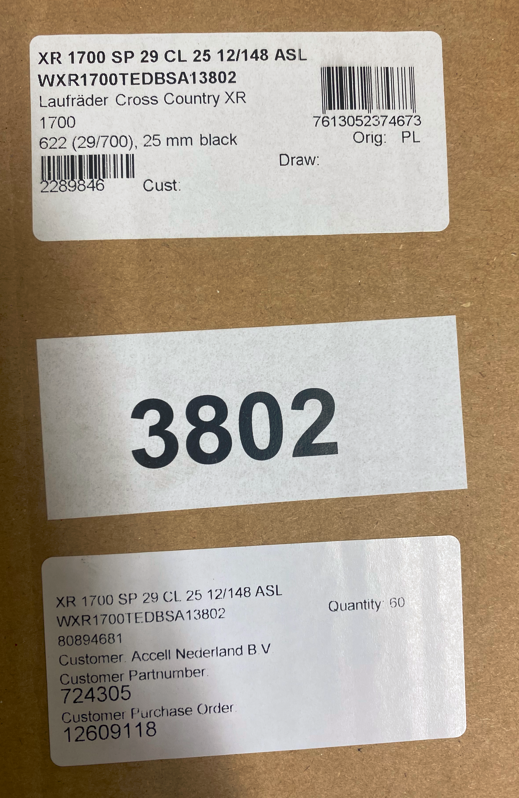 XR 1700 SP 29 CL 25 12/148 ASL
WXR1700TEDBSA13802
Laufräder Cross Country XR
1700
7613052374673
622 (29/700), 25 mm black
Orig: PL
Draw:
2289846
Cust:
3802
XR 1700 SP 29 CL 25 12/148 ASL
Quantity: 60
WXR1700TEDBSA13802
80894681
Customer: Accell Nederland B V
Customer Partnumber:
724305
Customer Purchase Order:
12609118